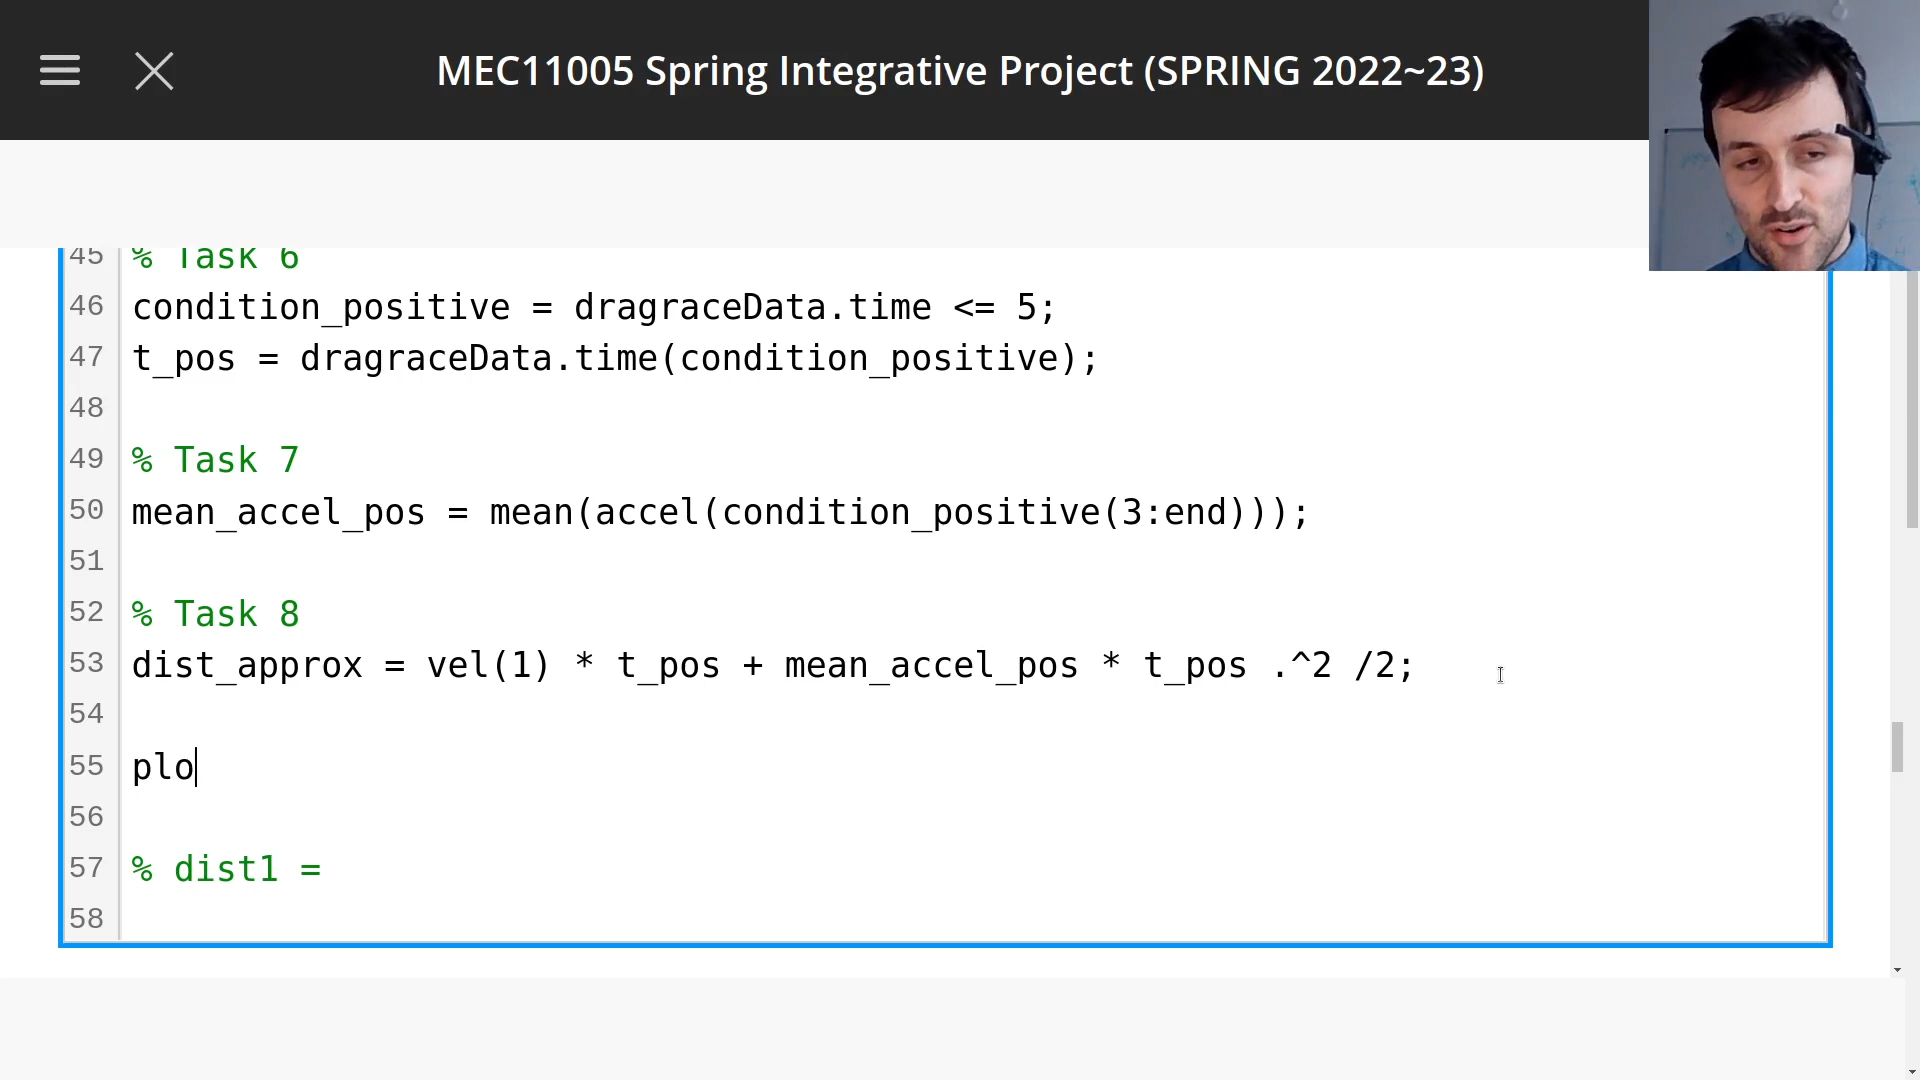 MEC11005 Spring Integrative Project (SPRING 2022~23)
45 % Task 6
46 condition_positive = dragraceData.time <= 5;
47 t_pos = dragraceData.time(condition_positive);
48
49 % Task 7
50 mean_accel_pos = mean(accel(condition_positive(3:end)));
51
52 % Task 8
53 dist_approx = vel(1) * t_pos + mean_accel_pos * t_pos .^2 /2;
54
55 plo
56
57 % dist1 =
58